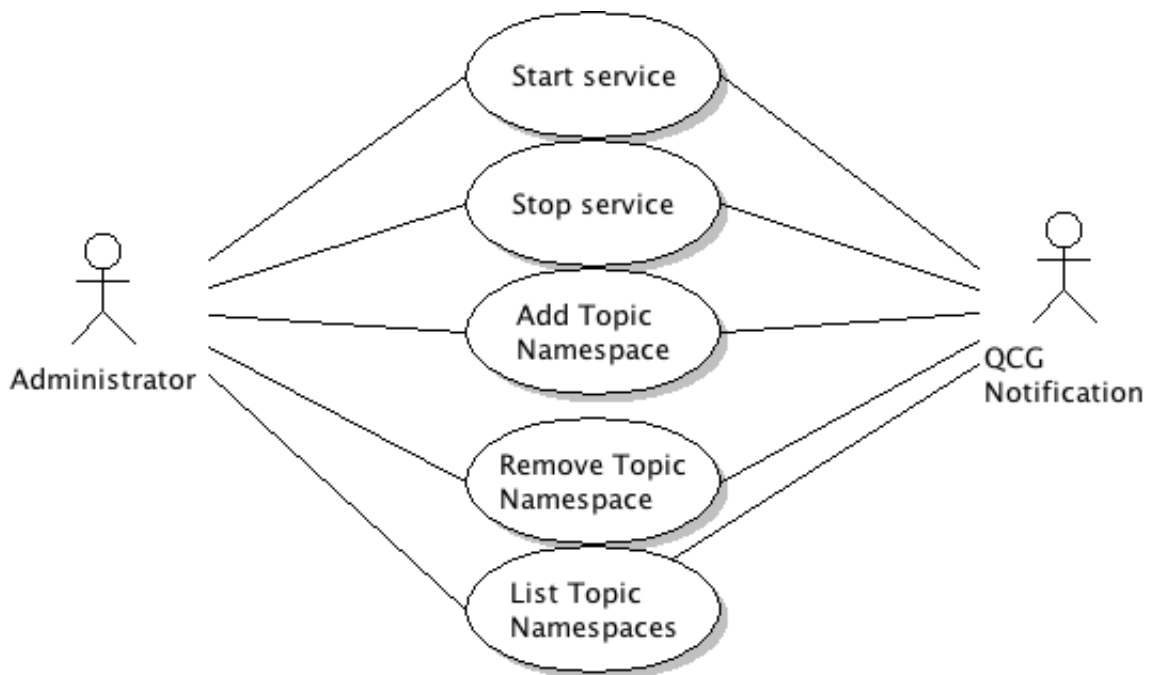 Start service
Stop service
Add Topic
Namespace
Administrator
QCG
Notification
Remove Topic
Namespace
List Topic
Namespaces